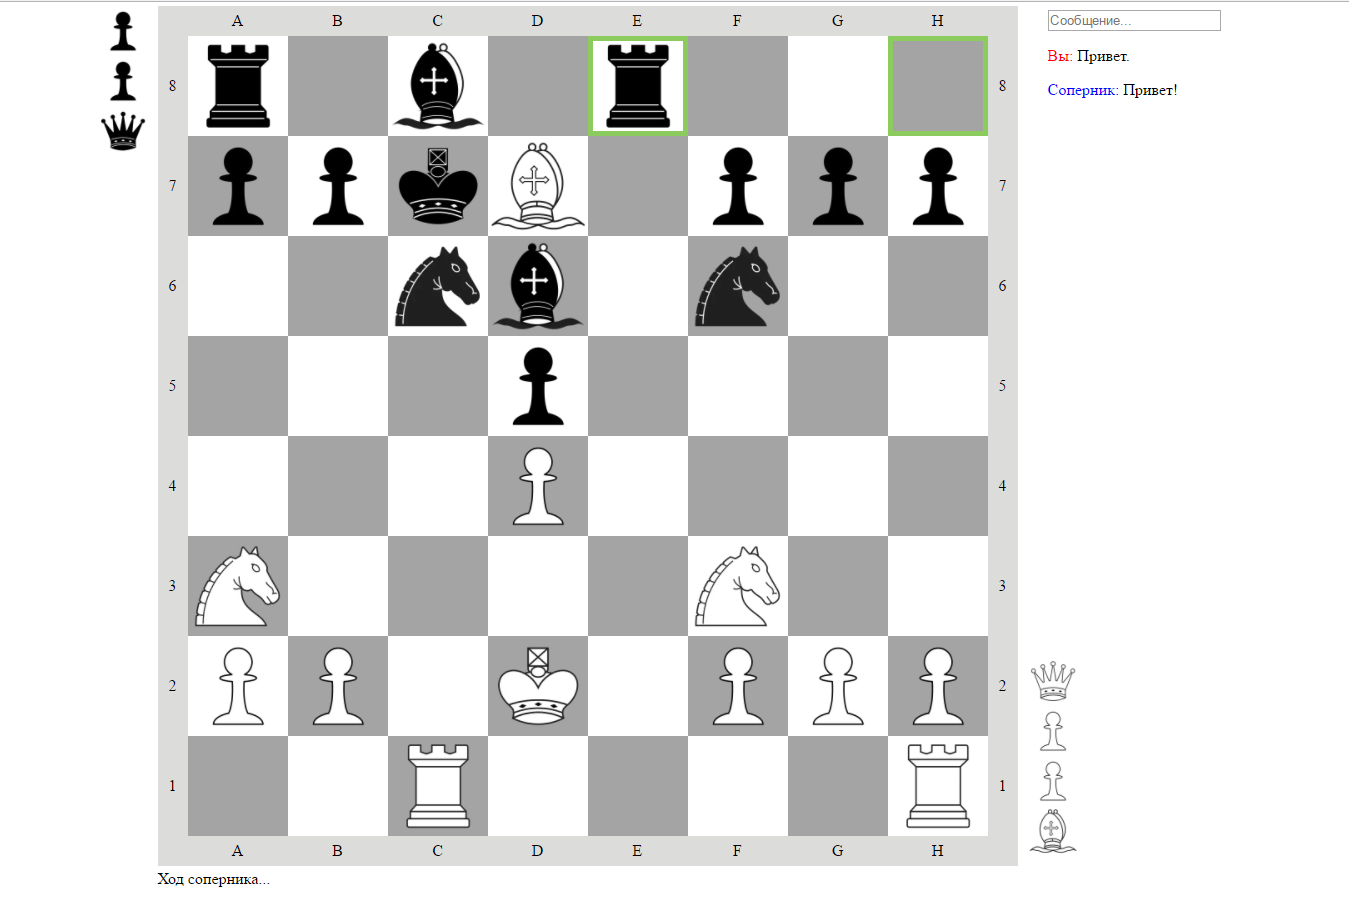 A B C D E F G H
Сообщение...
Вы: Привет.
8 8
Соперник: Привет!
7 7
6 6
5 5
4 4
3 3
2 2
1 1
A B C D E F G H
Ход соперника...